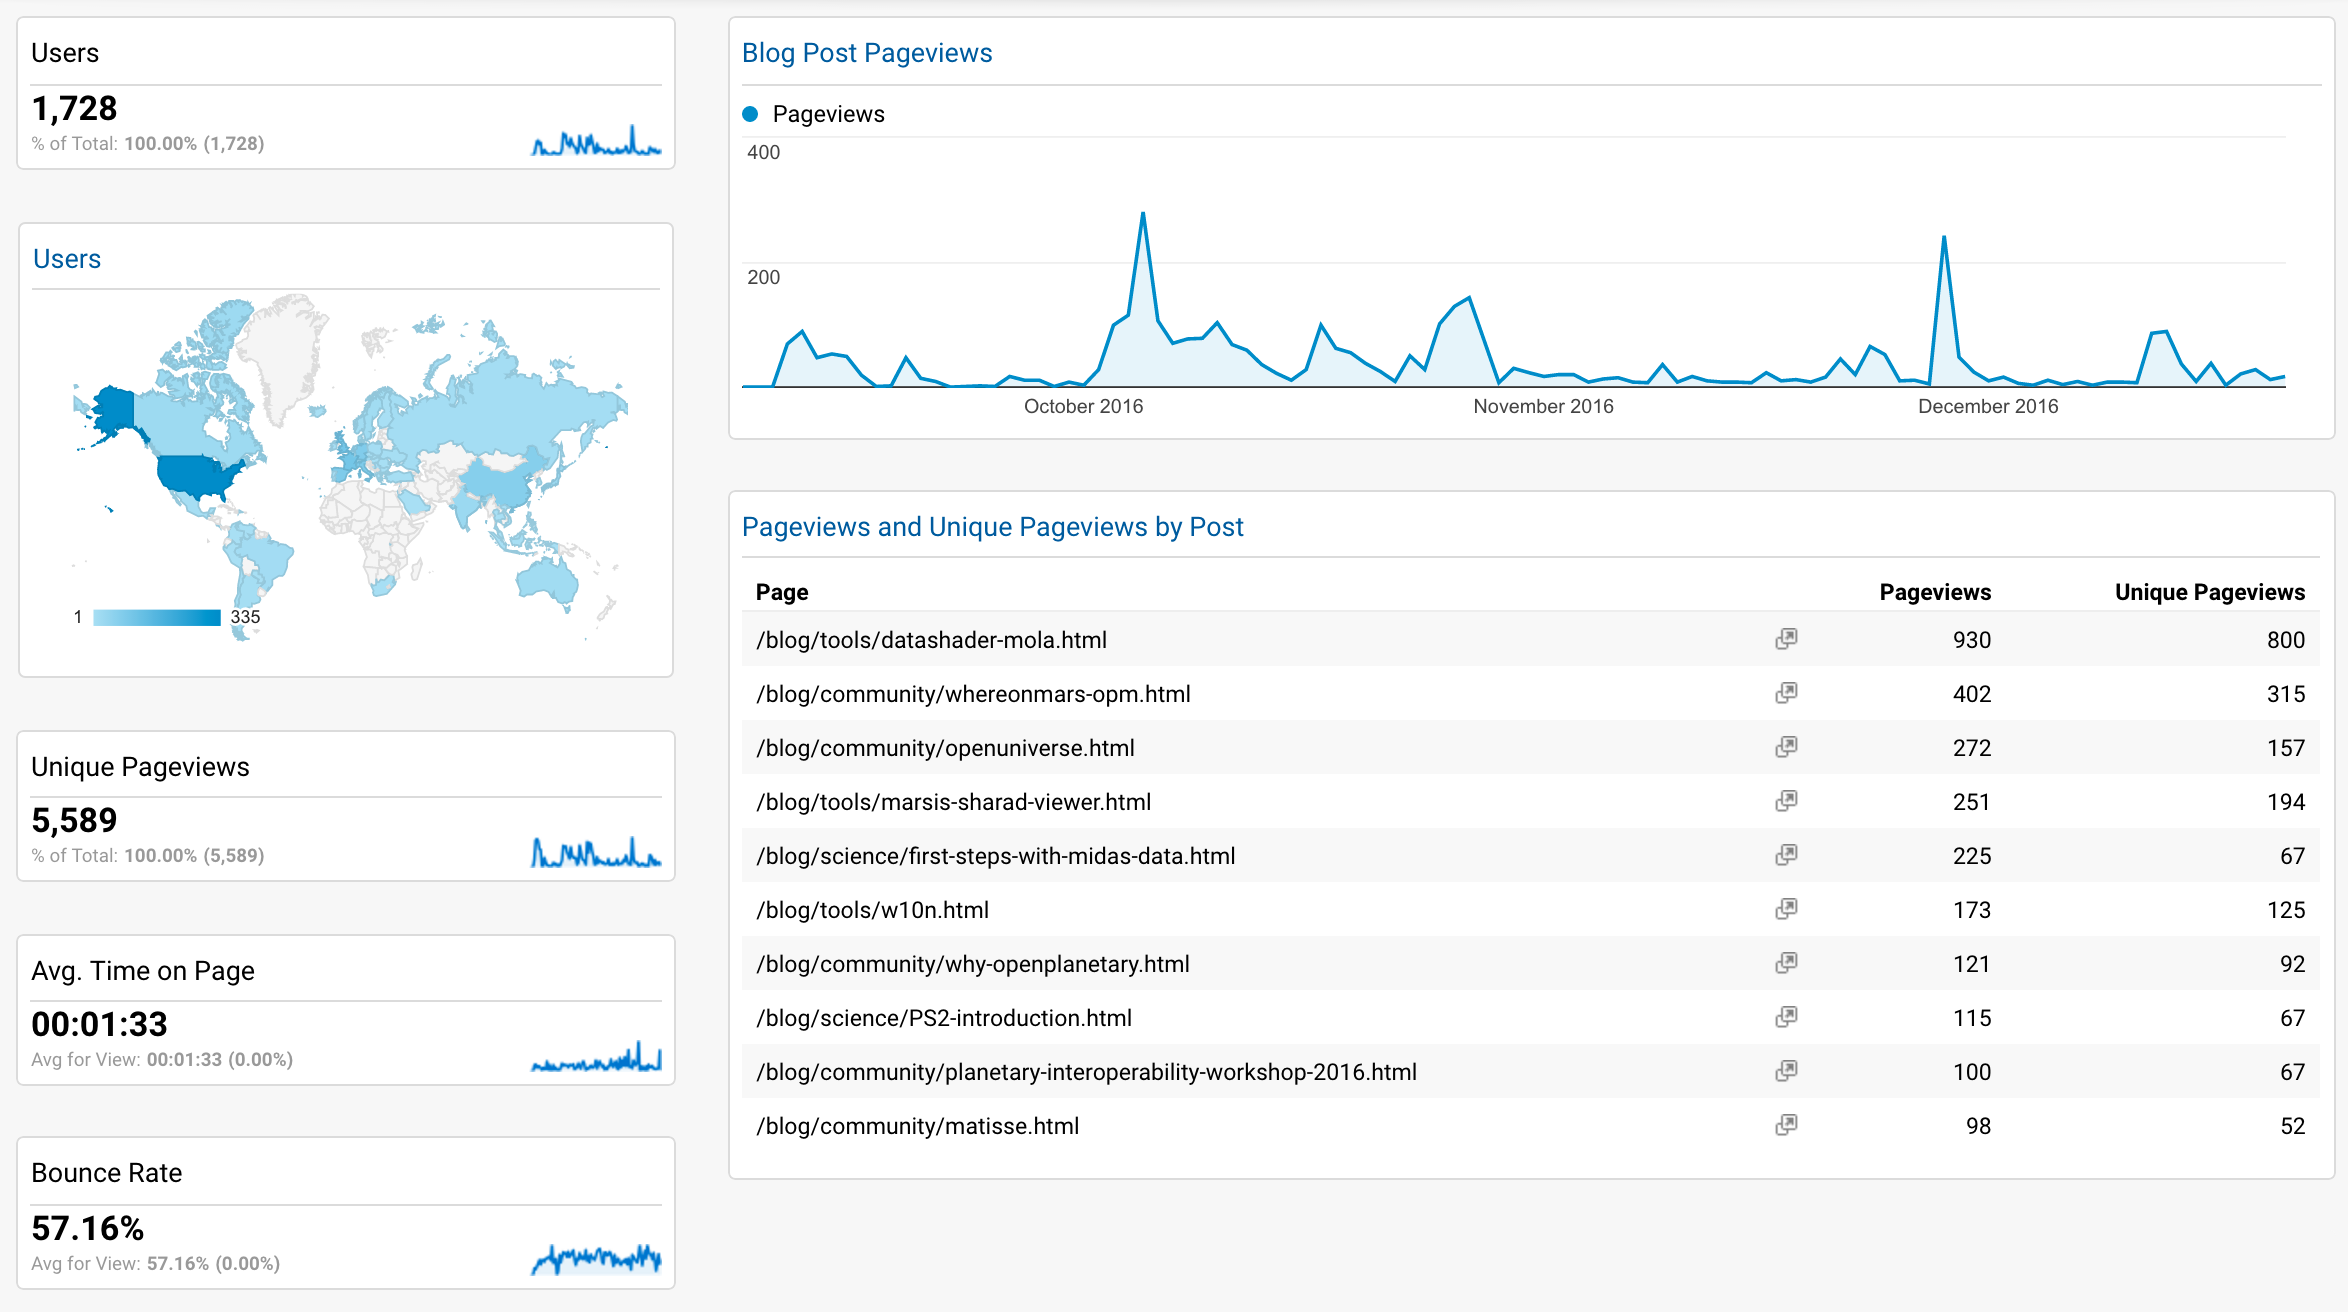 Users
1,728
% of Total: 100.00% (1,728)
Users
1
335
Unique Pageviews
5,589
% of Total: 100.00% (5,589)
Avg. Time on Page
00:01:33
Avg for View: 00:01:33 (0.00%)
Bounce Rate
57.16%
Avg for View: 57.16% (0.00%)
Blog Post Pageviews
Pageviews
400
200
October 2016 November 2016 December 2016
Pageviews and Unique Pageviews by Post
Page Pageviews Unique Pageviews
/blog/tools/datashader-mola.html 930 800
/blog/community/whereonmars-opm.html 402 315
/blog/community/openuniverse.html 272 157
/blog/tools/marsis-sharad-viewer.html 251 194
/blog/science/first-steps-with-midas-data.html 225 67
/blog/tools/w10n.html 173 125
/blog/community/why-openplanetary.html 121 92
/blog/science/PS2-introduction.html 115 67
/blog/community/planetary-interoperability-workshop-2016.html 100 67
/blog/community/matisse.html 98 52